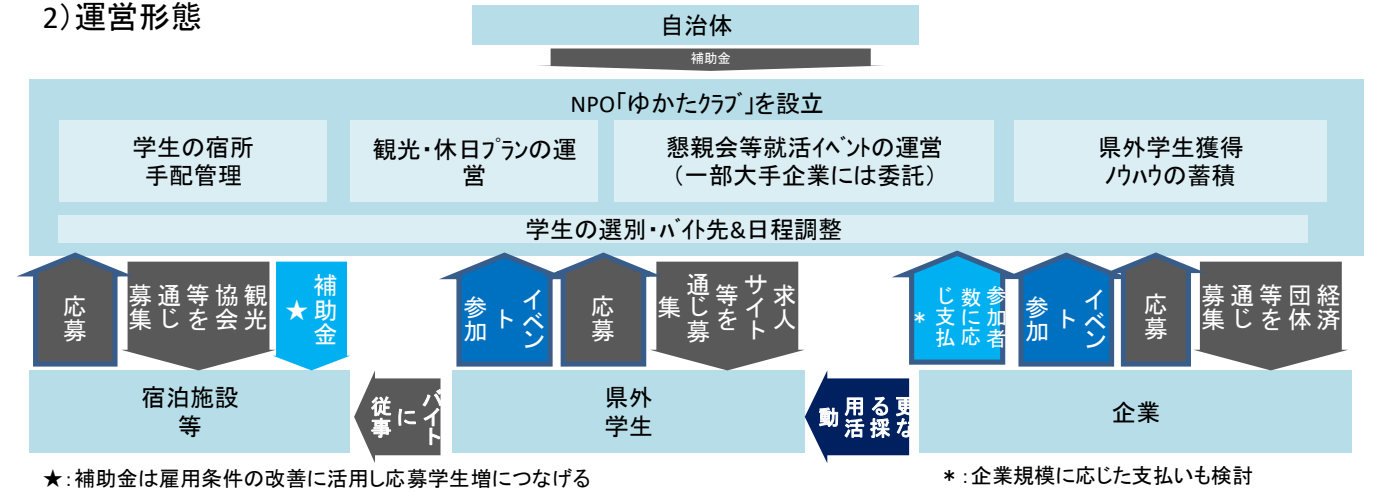 2）運営形態
自治体
補助金
NPO｢ゆかたｸﾗﾌﾞ｣を設立
学生の宿所
手配管理
観光・休日ﾌﾟﾗﾝの運
営
懇親会等就活ｲﾍﾞﾝﾄの運営
（一部大手企業には委託）
県外学生獲得
ﾉｳﾊｳの蓄積
学生の選別・ﾊﾞｲﾄ先&日程調整
応募
観光
協会
等を
通じ
募集
補助金
★
イベン
ト
参加
応募
求人
サイト
等を
通じ募
集
参加者
数に応
じ支払
*
イベン
ト
参加
応募
経済
団体
等を
通じ
募集
宿泊施設
等
バイト
に
従事
県外
学生
更な
る採
用活
動
企業
★：補助金は雇用条件の改善に活用し応募学生増につなげる
*：企業規模に応じた支払いも検討